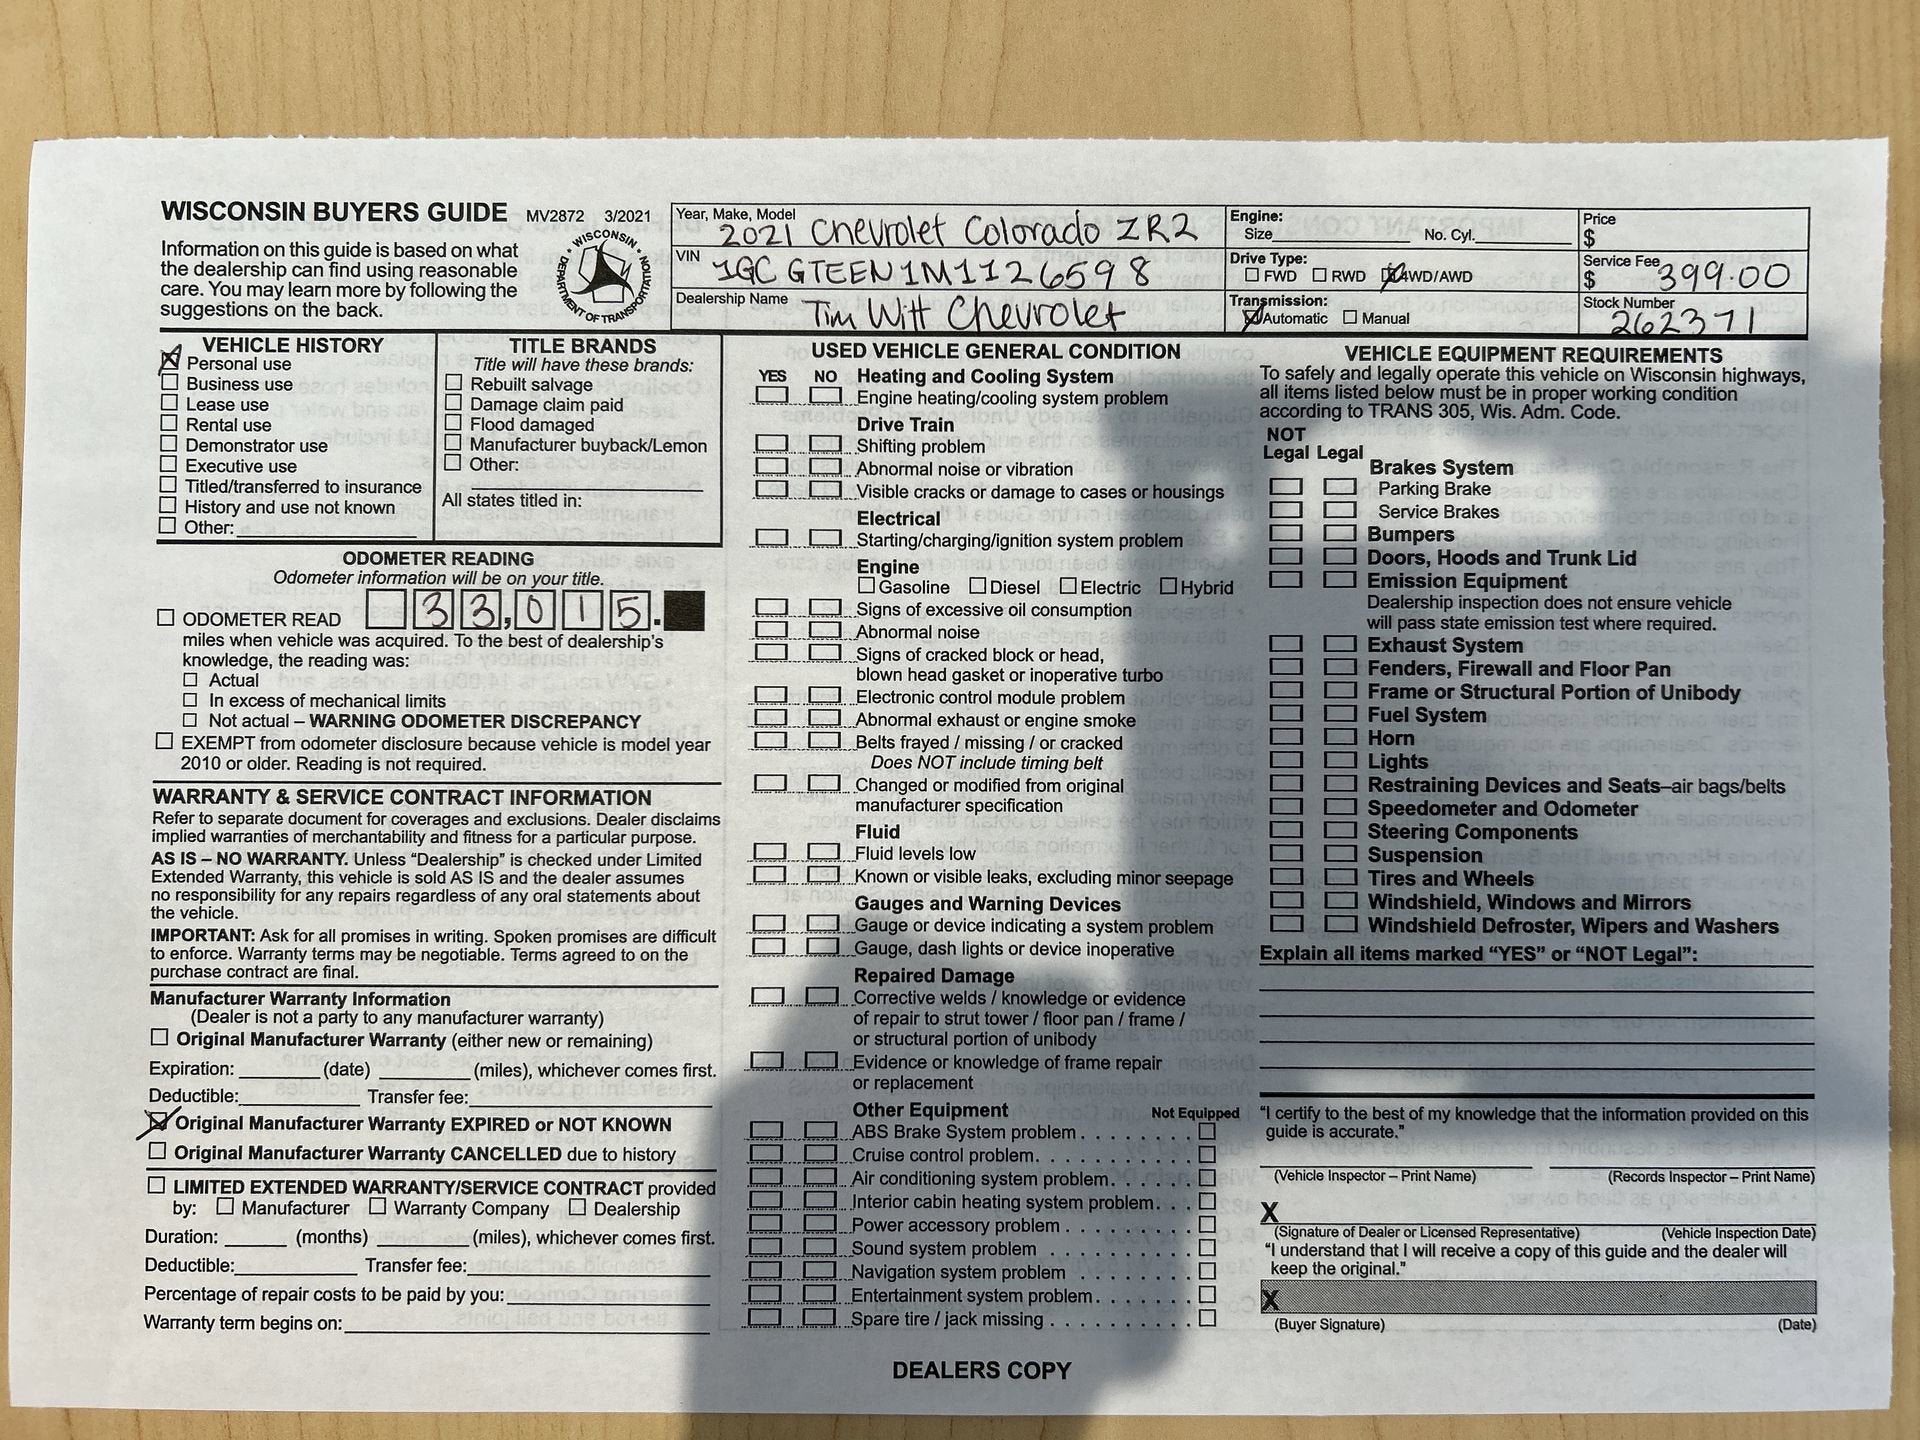 WISCONSIN BUYERS GUIDE MV2872 3/2021
Information on this guide is based on what
the dealership can find using reasonable
care. You may learn more by following the
suggestions on the back.
WISCONSIN
DEPARTMENT OF TRANSPORTATION
Year, Make, Model 2021 Chevrolet Colorado ZR2
VIN 1GCGTEEN1M1126598
Dealership Name Tim Witt Chevrolet
Engine:
Size No. Cyl.
Drive Type:
FWD RWD 4WD/AWD
Transmission:
Automatic Manual
Price
$
Service Fee
$ 399.00
Stock Number
262371
VEHICLE HISTORY
Personal use
Business use
Lease use
Rental use
Demonstrator use
Executive use
Titled/transferred to insurance
History and use not known
Other:
TITLE BRANDS
Title will have these brands:
Rebuilt salvage
Damage claim paid
Flood damaged
Manufacturer buyback/Lemon
Other:
All states titled in:
ODOMETER READING
Odometer information will be on your title.
ODOMETER READ 33,015.
miles when vehicle was acquired. To the best of dealership's
knowledge, the reading was:
Actual
In excess of mechanical limits
Not actual – WARNING ODOMETER DISCREPANCY
EXEMPT from odometer disclosure because vehicle is model year
2010 or older. Reading is not required.
WARRANTY & SERVICE CONTRACT INFORMATION
Refer to separate document for coverages and exclusions. Dealer disclaims
implied warranties of merchantability and fitness for a particular purpose.
AS IS – NO WARRANTY. Unless "Dealership" is checked under Limited
Extended Warranty, this vehicle is sold AS IS and the dealer assumes
no responsibility for any repairs regardless of any oral statements about
the vehicle.
IMPORTANT: Ask for all promises in writing. Spoken promises are difficult
to enforce. Warranty terms may be negotiable. Terms agreed to on the
purchase contract are final.
Manufacturer Warranty Information
(Dealer is not a party to any manufacturer warranty)
Original Manufacturer Warranty (either new or remaining)
Expiration: (date) (miles), whichever comes first.
Deductible: Transfer fee:
Original Manufacturer Warranty EXPIRED or NOT KNOWN
Original Manufacturer Warranty CANCELLED due to history
LIMITED EXTENDED WARRANTY/SERVICE CONTRACT provided
by: Manufacturer Warranty Company Dealership
Duration: (months) (miles), whichever comes first.
Deductible: Transfer fee:
Percentage of repair costs to be paid by you:
Warranty term begins on:
USED VEHICLE GENERAL CONDITION
YES NO Heating and Cooling System
Engine heating/cooling system problem
Drive Train
Shifting problem
Abnormal noise or vibration
Visible cracks or damage to cases or housings
Electrical
Starting/charging/ignition system problem
Engine
Gasoline Diesel Electric Hybrid
Signs of excessive oil consumption
Abnormal noise
Signs of cracked block or head,
blown head gasket or inoperative turbo
Electronic control module problem
Abnormal exhaust or engine smoke
Belts frayed / missing / or cracked
Does NOT include timing belt
Changed or modified from original
manufacturer specification
Fluid
Fluid levels low
Known or visible leaks, excluding minor seepage
Gauges and Warning Devices
Gauge or device indicating a system problem
Gauge, dash lights or device inoperative
Repaired Damage
Corrective welds / knowledge or evidence
of repair to strut tower / floor pan / frame /
or structural portion of unibody
Evidence or knowledge of frame repair
or replacement
Other Equipment Not Equipped
ABS Brake System problem
Cruise control problem
Air conditioning system problem
Interior cabin heating system problem
Power accessory problem
Sound system problem
Navigation system problem
Entertainment system problem
Spare tire / jack missing
VEHICLE EQUIPMENT REQUIREMENTS
To safely and legally operate this vehicle on Wisconsin highways,
all items listed below must be in proper working condition
according to TRANS 305, Wis. Adm. Code.
NOT
Legal Legal
Brakes System
Parking Brake
Service Brakes
Bumpers
Doors, Hoods and Trunk Lid
Emission Equipment
Dealership inspection does not ensure vehicle
will pass state emission test where required.
Exhaust System
Fenders, Firewall and Floor Pan
Frame or Structural Portion of Unibody
Fuel System
Horn
Lights
Restraining Devices and Seats–air bags/belts
Speedometer and Odometer
Steering Components
Suspension
Tires and Wheels
Windshield, Windows and Mirrors
Windshield Defroster, Wipers and Washers
Explain all items marked "YES" or "NOT Legal":
"I certify to the best of my knowledge that the information provided on this
guide is accurate."
(Vehicle Inspector – Print Name) (Records Inspector – Print Name)
X
(Signature of Dealer or Licensed Representative) (Vehicle Inspection Date)
"I understand that I will receive a copy of this guide and the dealer will
keep the original."
X
(Buyer Signature) (Date)
DEALERS COPY